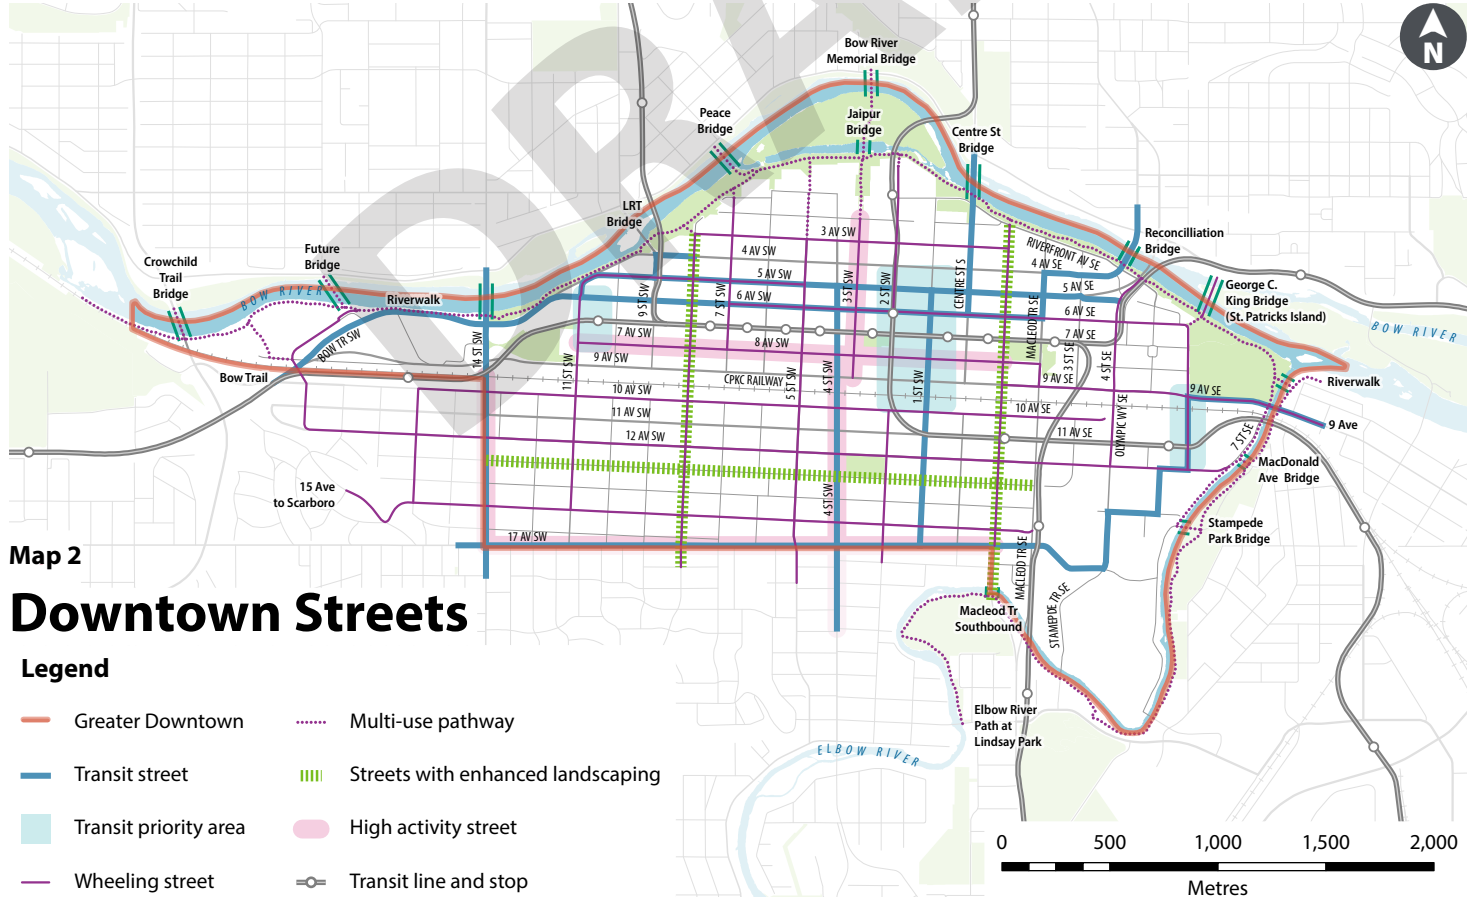 DRA
N
Bow River
Memorial Bridge
Peace
Bridge
Jaipur
Bridge
Centre St
Bridge
LRT
Bridge
Reconcilliation
Bridge
Future
Bridge
Crowchild
Trail
Bridge
BOW RIVER
Riverwalk
George C.
King Bridge
(St. Patricks Island)
BOW RIVER
3 AV SW
4 AV SW
5 AV SW
6 AV SW
7 AV SW
8 AV SW
9 AV SW
CPKC RAILWAY
10 AV SW
11 AV SW
12 AV SW
17 AV SW
RIVERFRONT AV SE
4 AV SE
5 AV SE
6 AV SE
7 AV SE
9 AV SE
9 AV SE
10 AV SE
11 AV SE
BOW TR SW
14 ST SW
11 ST SW
9 ST SW
7 ST SW
5 ST SW
4 ST SW
4 ST SW
3 ST SW
2 ST SW
1 ST SW
CENTRE ST S
MACLEOD TR SE
MACLEOD TR SE
3 ST SE
4 ST SE
OLYMPIC WY SE
7 ST SE
STAMPEDE TR SE
Bow Trail
Riverwalk
9 Ave
MacDonald
Ave Bridge
15 Ave
to Scarboro
Stampede
Park Bridge
Macleod Tr
Southbound
Elbow River
Path at
Lindsay Park
ELBOW RIVER
Map 2
Downtown Streets
Legend
Greater Downtown
Transit street
Transit priority area
Wheeling street
Multi-use pathway
Streets with enhanced landscaping
High activity street
Transit line and stop
0 500 1,000 1,500 2,000
Metres